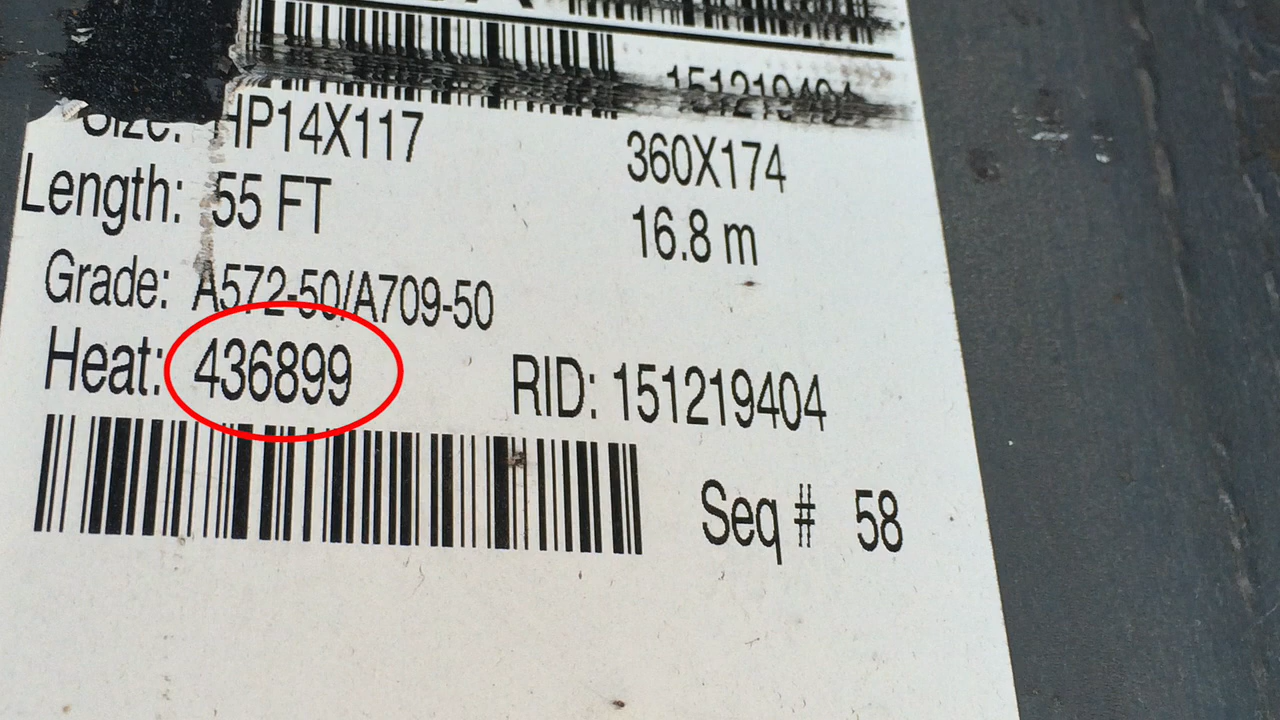 151219404
Size: HP14X117 360X174
Length: 55 FT 16.8 m
Grade: A572-50/A709-50
Heat: 436899 RID: 151219404
Seq # 58